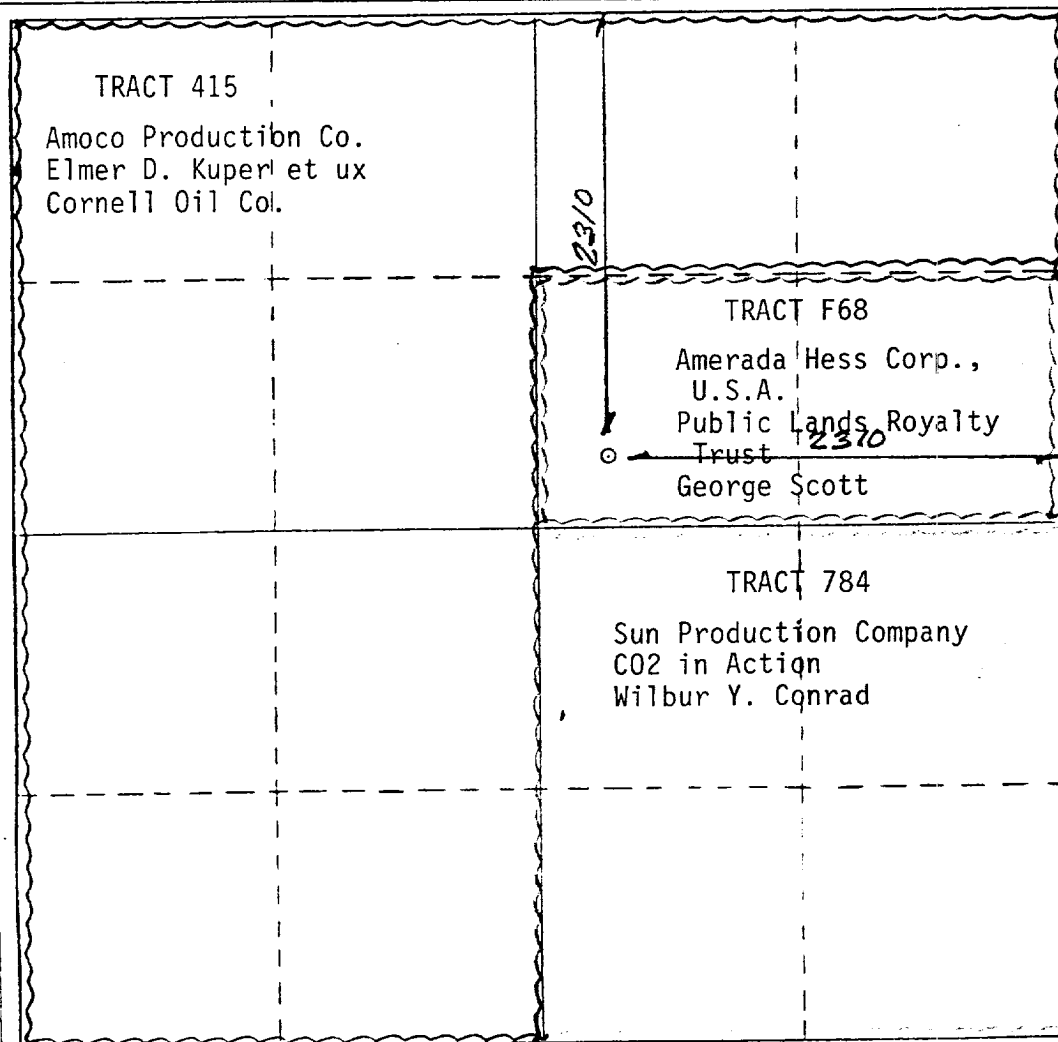 TRACT 415
Amoco Production Co.
Elmer D. Kuper et ux
Cornell Oil Co.
2310
TRACT F68
Amerada Hess Corp.,
U.S.A.
Public Lands Royalty
Trust 2310
George Scott
TRACT 784
Sun Production Company
CO2 in Action
Wilbur Y. Conrad